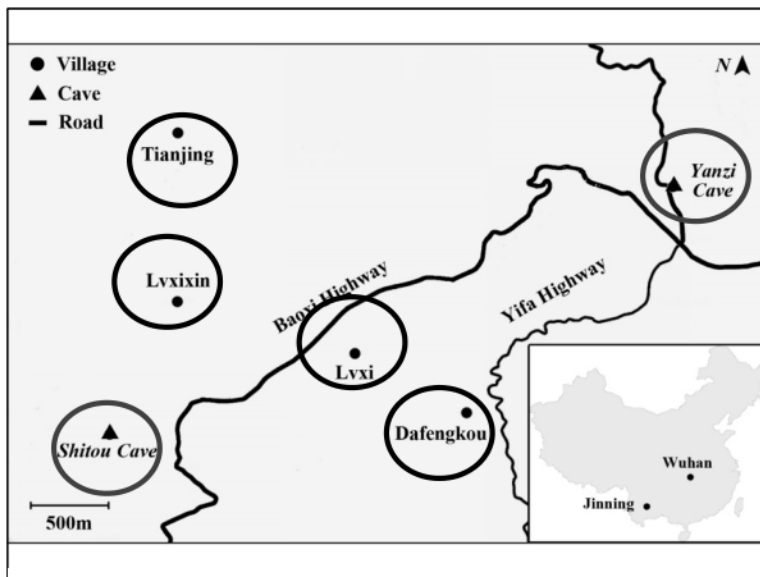 Village
Cave
Road
N
Tianjing
Yanzi
Cave
Lvxixin
Baoxi Highway
Yifa Highway
Lvxi
Dafengkou
Shitou Cave
500m
Wuhan
Jinning